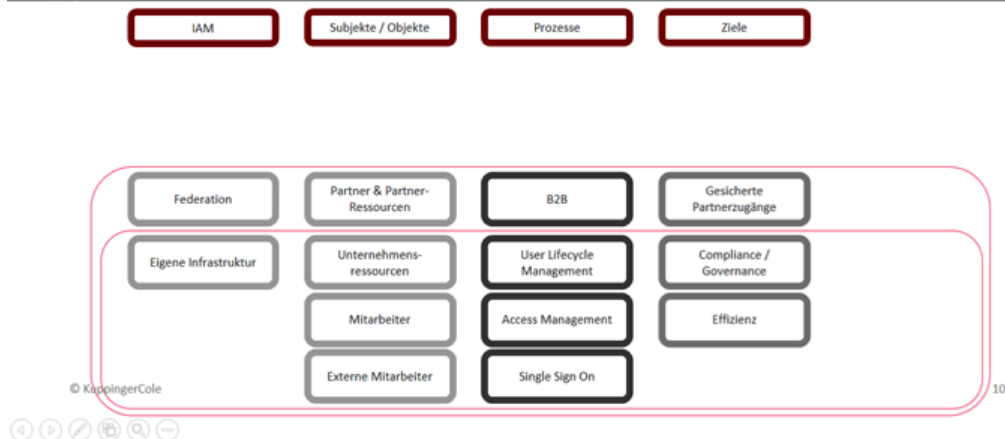 IAM
Subjekte / Objekte
Prozesse
Ziele
Federation
Partner & Partner-
Ressourcen
B2B
Gesicherte
Partnerzugänge
Eigene Infrastruktur
Unternehmens-
ressourcen
User Lifecycle
Management
Compliance /
Governance
Mitarbeiter
Access Management
Effizienz
Externe Mitarbeiter
Single Sign On
© KuppingerCole
10